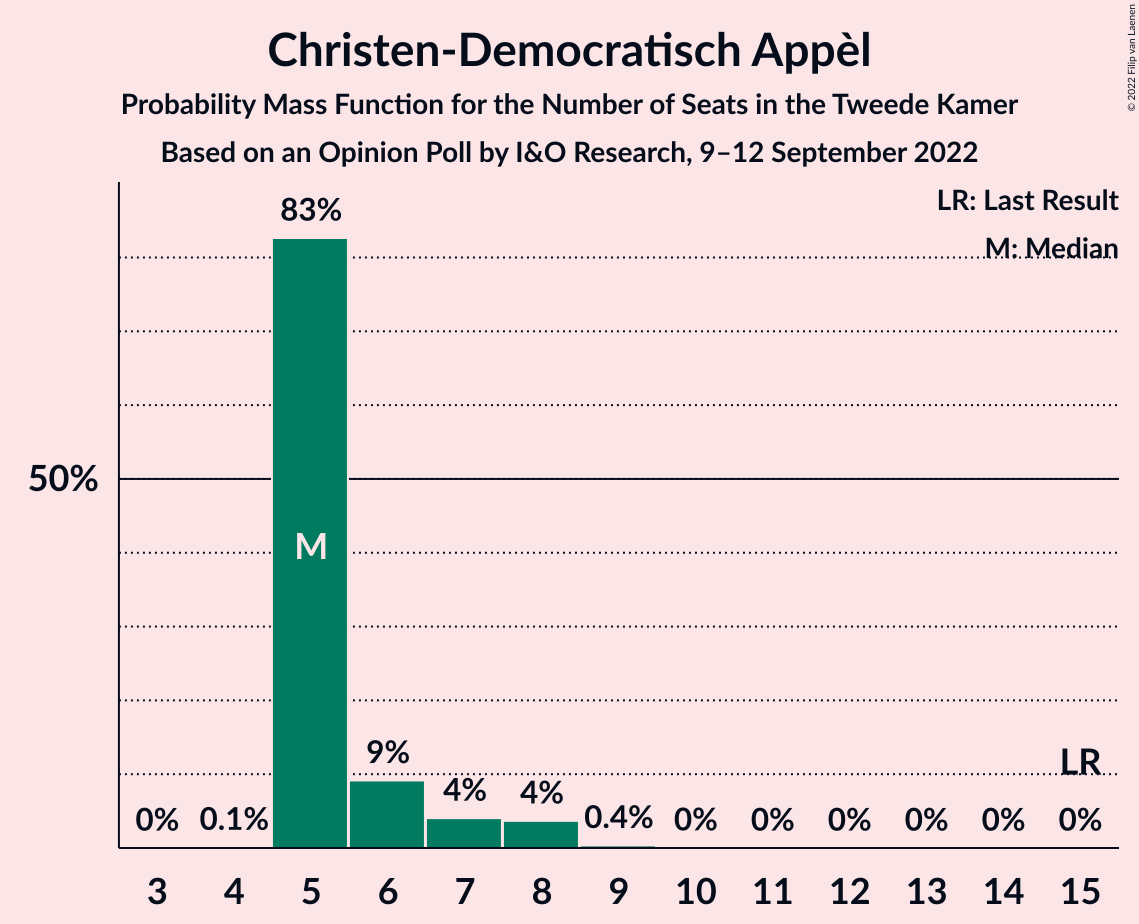 Christen-Democratisch Appèl
Probability Mass Function for the Number of Seats in the Tweede Kamer
Based on an Opinion Poll by I&O Research, 9–12 September 2022
© 2022 Filip van Laenen
LR: Last Result
M: Median
83%
50%
M
9%
4%
4%
LR
0%
0.1%
0.4%
0%
0%
0%
0%
0%
0%
3 4 5 6 7 8 9 10 11 12 13 14 15